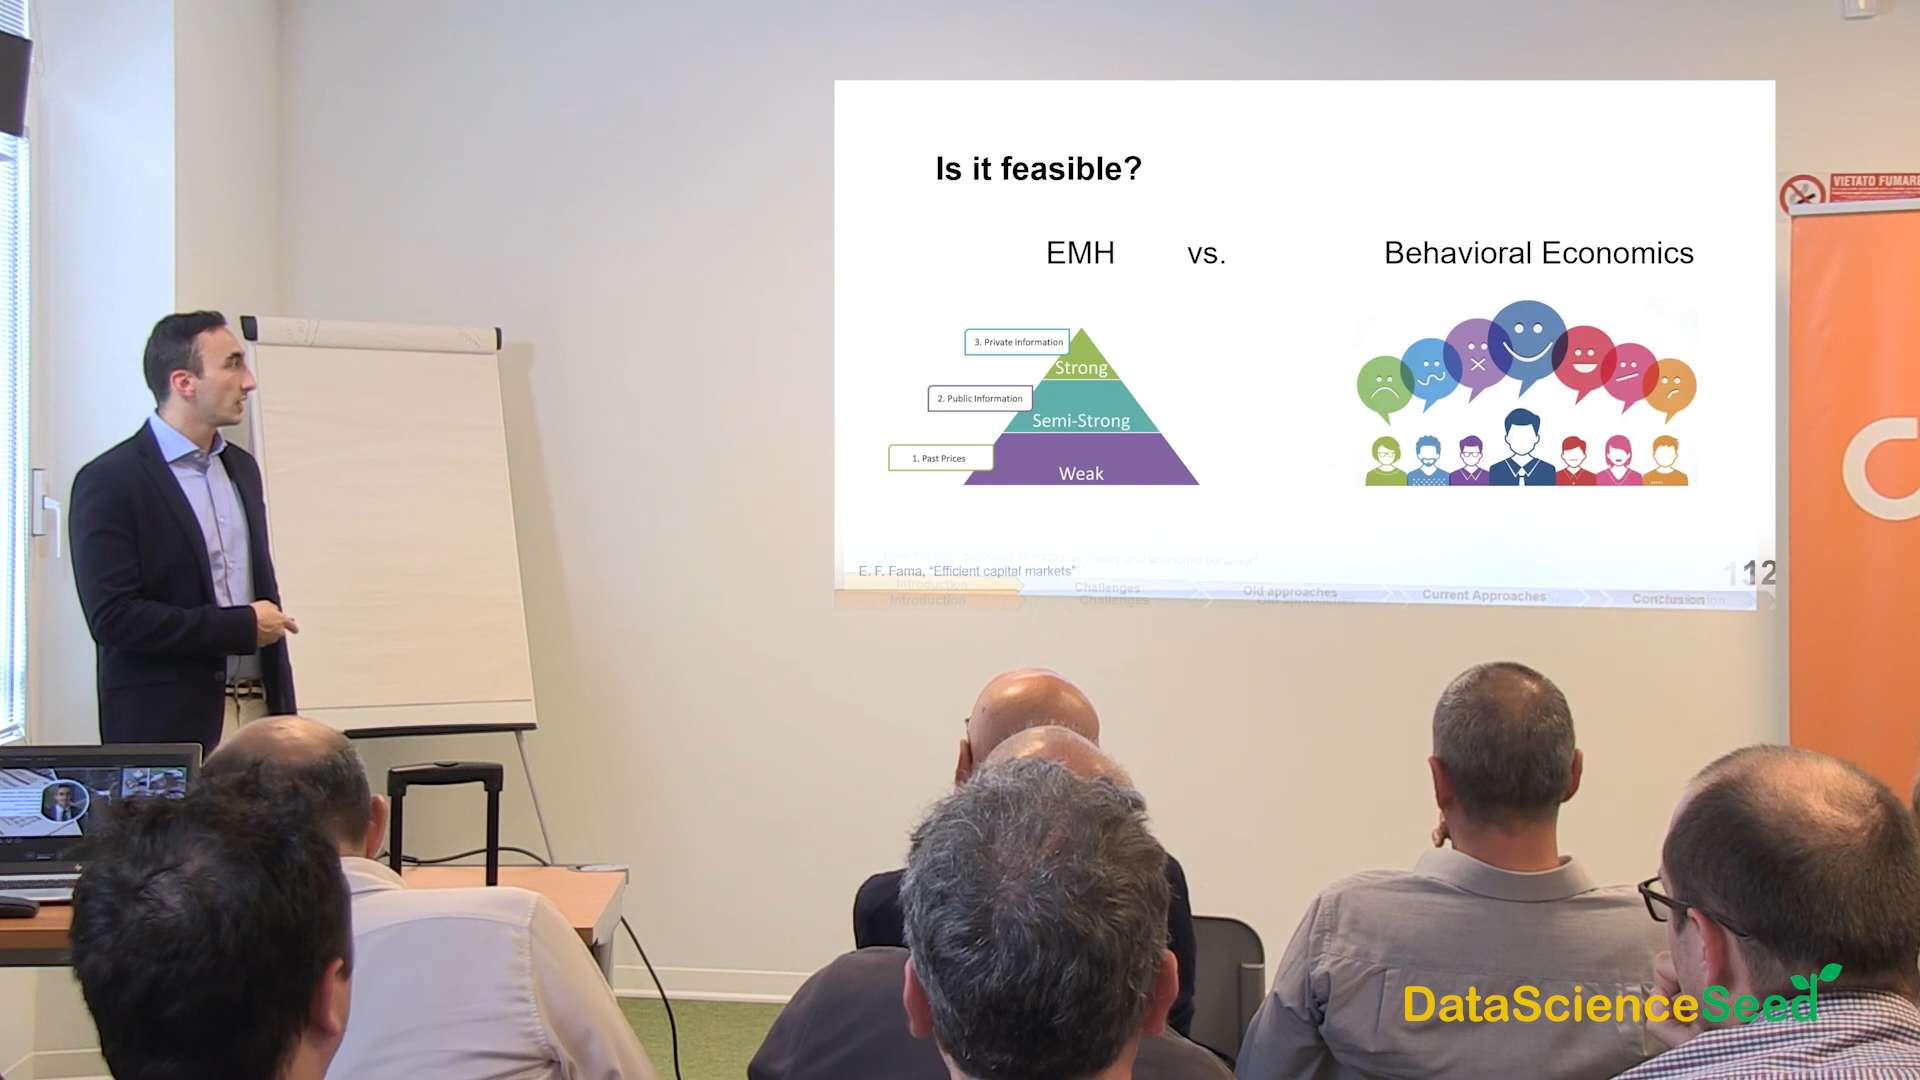 Is it feasible?
EMH vs. Behavioral Economics
3. Private Information
Strong
2. Public Information
Semi-Strong
1. Past Prices
Weak
E. F. Fama, “Efficient capital markets”
Introduction Challenges Old approaches Current Approaches Conclusion
VIETATO FUMARE
DataScienceSeed